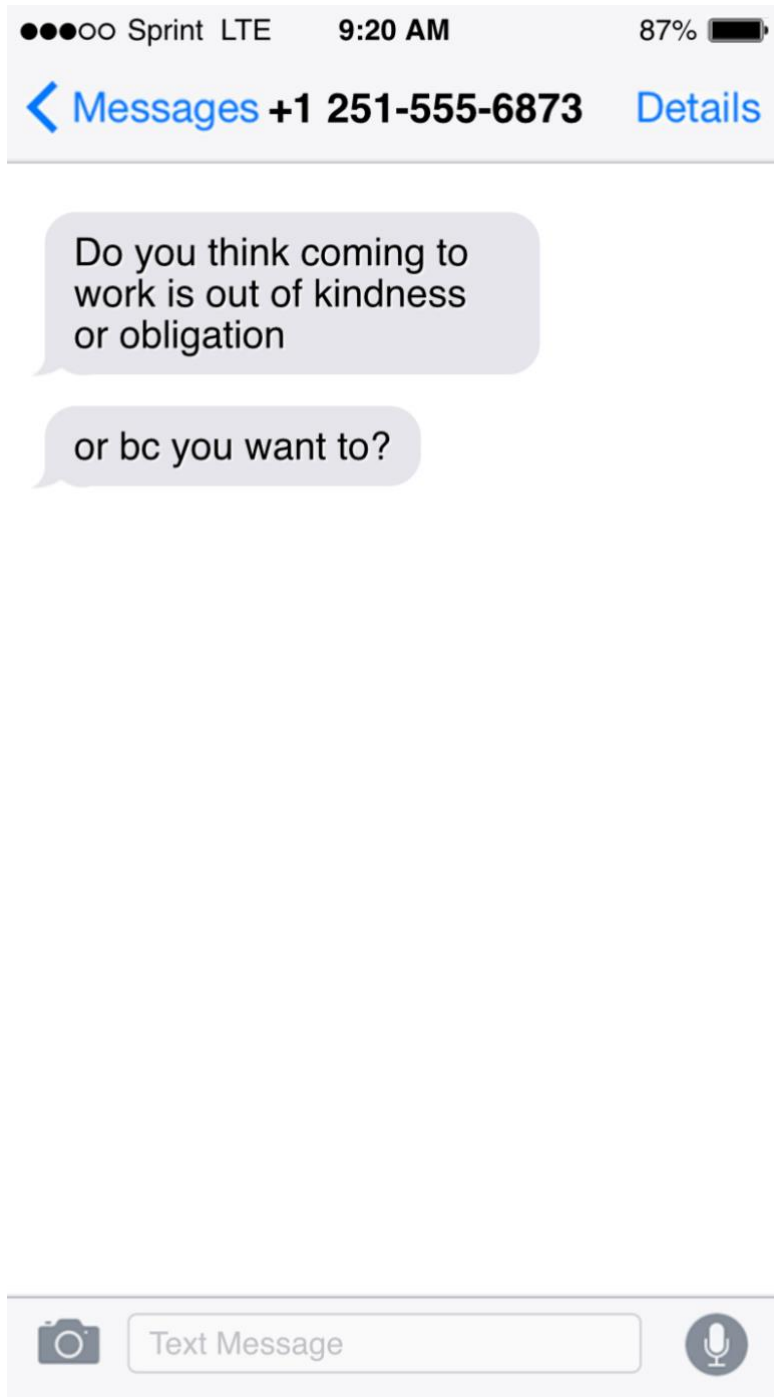 ●●●○○ Sprint LTE 9:20 AM 87%
Messages +1 251-555-6873 Details
Do you think coming to
work is out of kindness
or obligation
or bc you want to?
Text Message